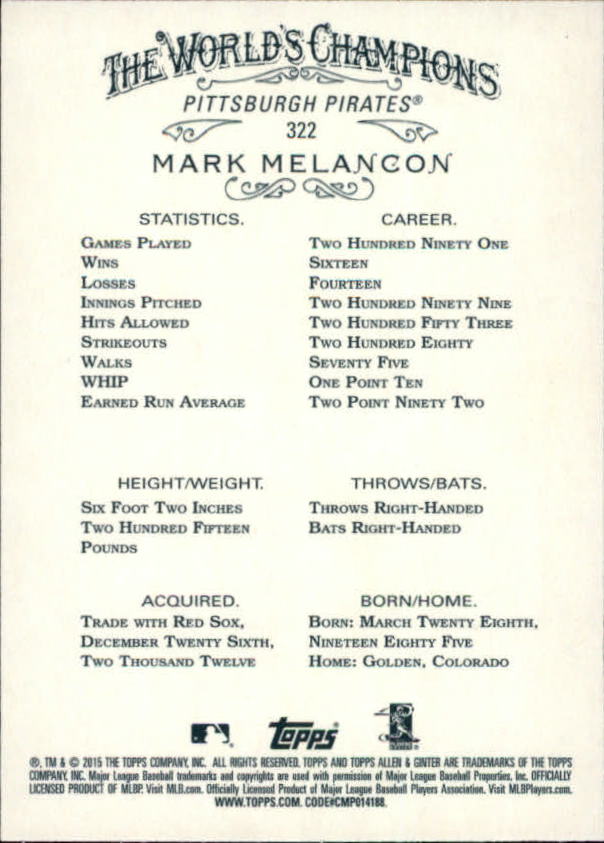 THE WORLD'S CHAMPIONS
PITTSBURGH PIRATES®
322
MARK MELANCON
STATISTICS. CAREER.
GAMES PLAYED TWO HUNDRED NINETY ONE
WINS SIXTEEN
LOSSES FOURTEEN
INNINGS PITCHED TWO HUNDRED NINETY NINE
HITS ALLOWED TWO HUNDRED FIFTY THREE
STRIKEOUTS TWO HUNDRED EIGHTY
WALKS SEVENTY FIVE
WHIP ONE POINT TEN
EARNED RUN AVERAGE TWO POINT NINETY TWO
HEIGHT/WEIGHT. THROWS/BATS.
SIX FOOT TWO INCHES THROWS RIGHT-HANDED
TWO HUNDRED FIFTEEN BATS RIGHT-HANDED
POUNDS
ACQUIRED. BORN/HOME.
TRADE WITH RED SOX, BORN: MARCH TWENTY EIGHTH,
DECEMBER TWENTY SIXTH, NINETEEN EIGHTY FIVE
TWO THOUSAND TWELVE HOME: GOLDEN, COLORADO
topps
®, TM & © 2015 THE TOPPS COMPANY, INC. ALL RIGHTS RESERVED. TOPPS AND TOPPS ALLEN & GINTER ARE TRADEMARKS OF THE TOPPS
COMPANY, INC. Major League Baseball trademarks and copyrights are used with permission of Major League Baseball Properties, Inc. OFFICIALLY
LICENSED PRODUCT OF MLBP. Visit MLB.com. Officially Licensed Product of Major League Baseball Players Association. Visit MLBPlayers.com.
WWW.TOPPS.COM. CODE#CMP014188.